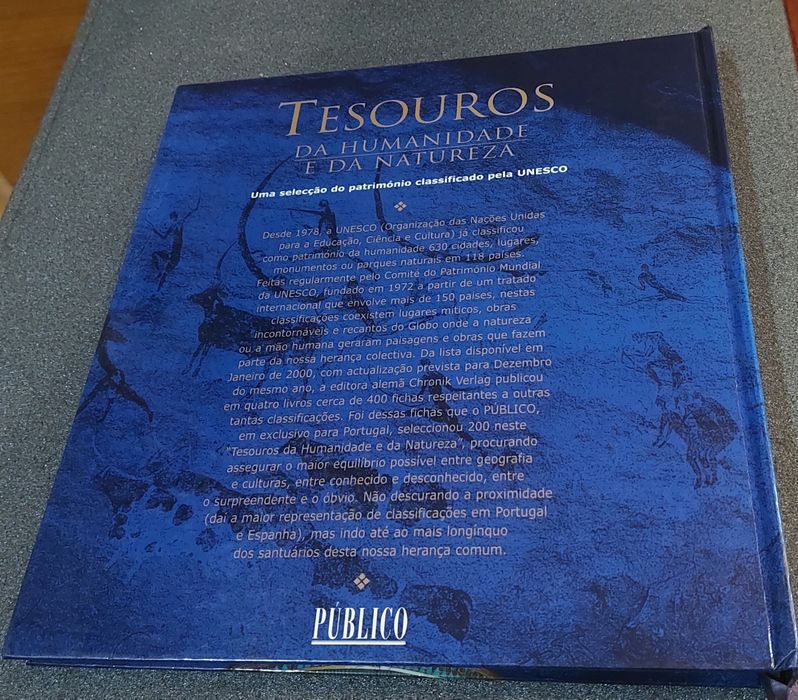 TESOUROS
DA HUMANIDADE
E DA NATUREZA
Uma selecção do património classificado pela UNESCO
Desde 1978, a UNESCO (Organização das Nações Unidas
para a Educação, Ciência e Cultura) já classificou
como património da humanidade 630 cidades, lugares,
monumentos ou parques naturais em 118 países.
Feitas regularmente pelo Comité do Património Mundial
da UNESCO, fundado em 1972 a partir de um tratado
internacional que envolve mais de 150 países, nestas
classificações coexistem lugares míticos, obras
incontornáveis e recantos do Globo onde a natureza
ou a mão humana geraram paisagens e obras que fazem
parte da nossa herança colectiva. Da lista disponível em
Janeiro de 2000, com actualização prevista para Dezembro
do mesmo ano, a editora alemã Chronik Verlag publicou
em quatro livros cerca de 400 fichas respeitantes a outras
tantas classificações. Foi dessas fichas que o PÚBLICO,
em exclusivo para Portugal, seleccionou 200 neste
"Tesouros da Humanidade e da Natureza", procurando
assegurar o maior equilíbrio possível entre geografia
e culturas, entre conhecido e desconhecido, entre
o surpreendente e o óbvio. Não descurando a proximidade
(daí a maior representação de classificações em Portugal
e Espanha), mas indo até ao mais longínquo
dos santuários desta nossa herança comum.
PÚBLICO